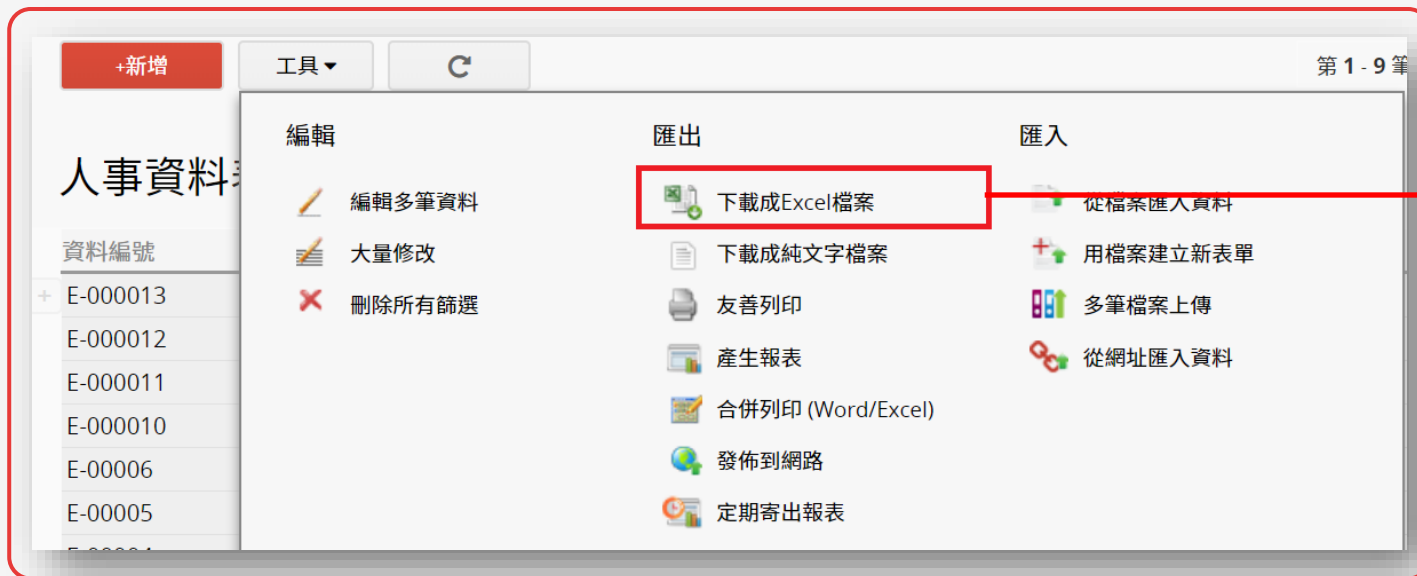 +新增
工具
第 1 - 9 筆
人事資料
資料編號
E-000013
E-000012
E-000011
E-000010
E-00006
E-00005
編輯
編輯多筆資料
大量修改
刪除所有篩選
匯出
下載成Excel檔案
下載成純文字檔案
友善列印
產生報表
合併列印 (Word/Excel)
發佈到網路
定期寄出報表
匯入
從檔案匯入資料
用檔案建立新表單
多筆檔案上傳
從網址匯入資料